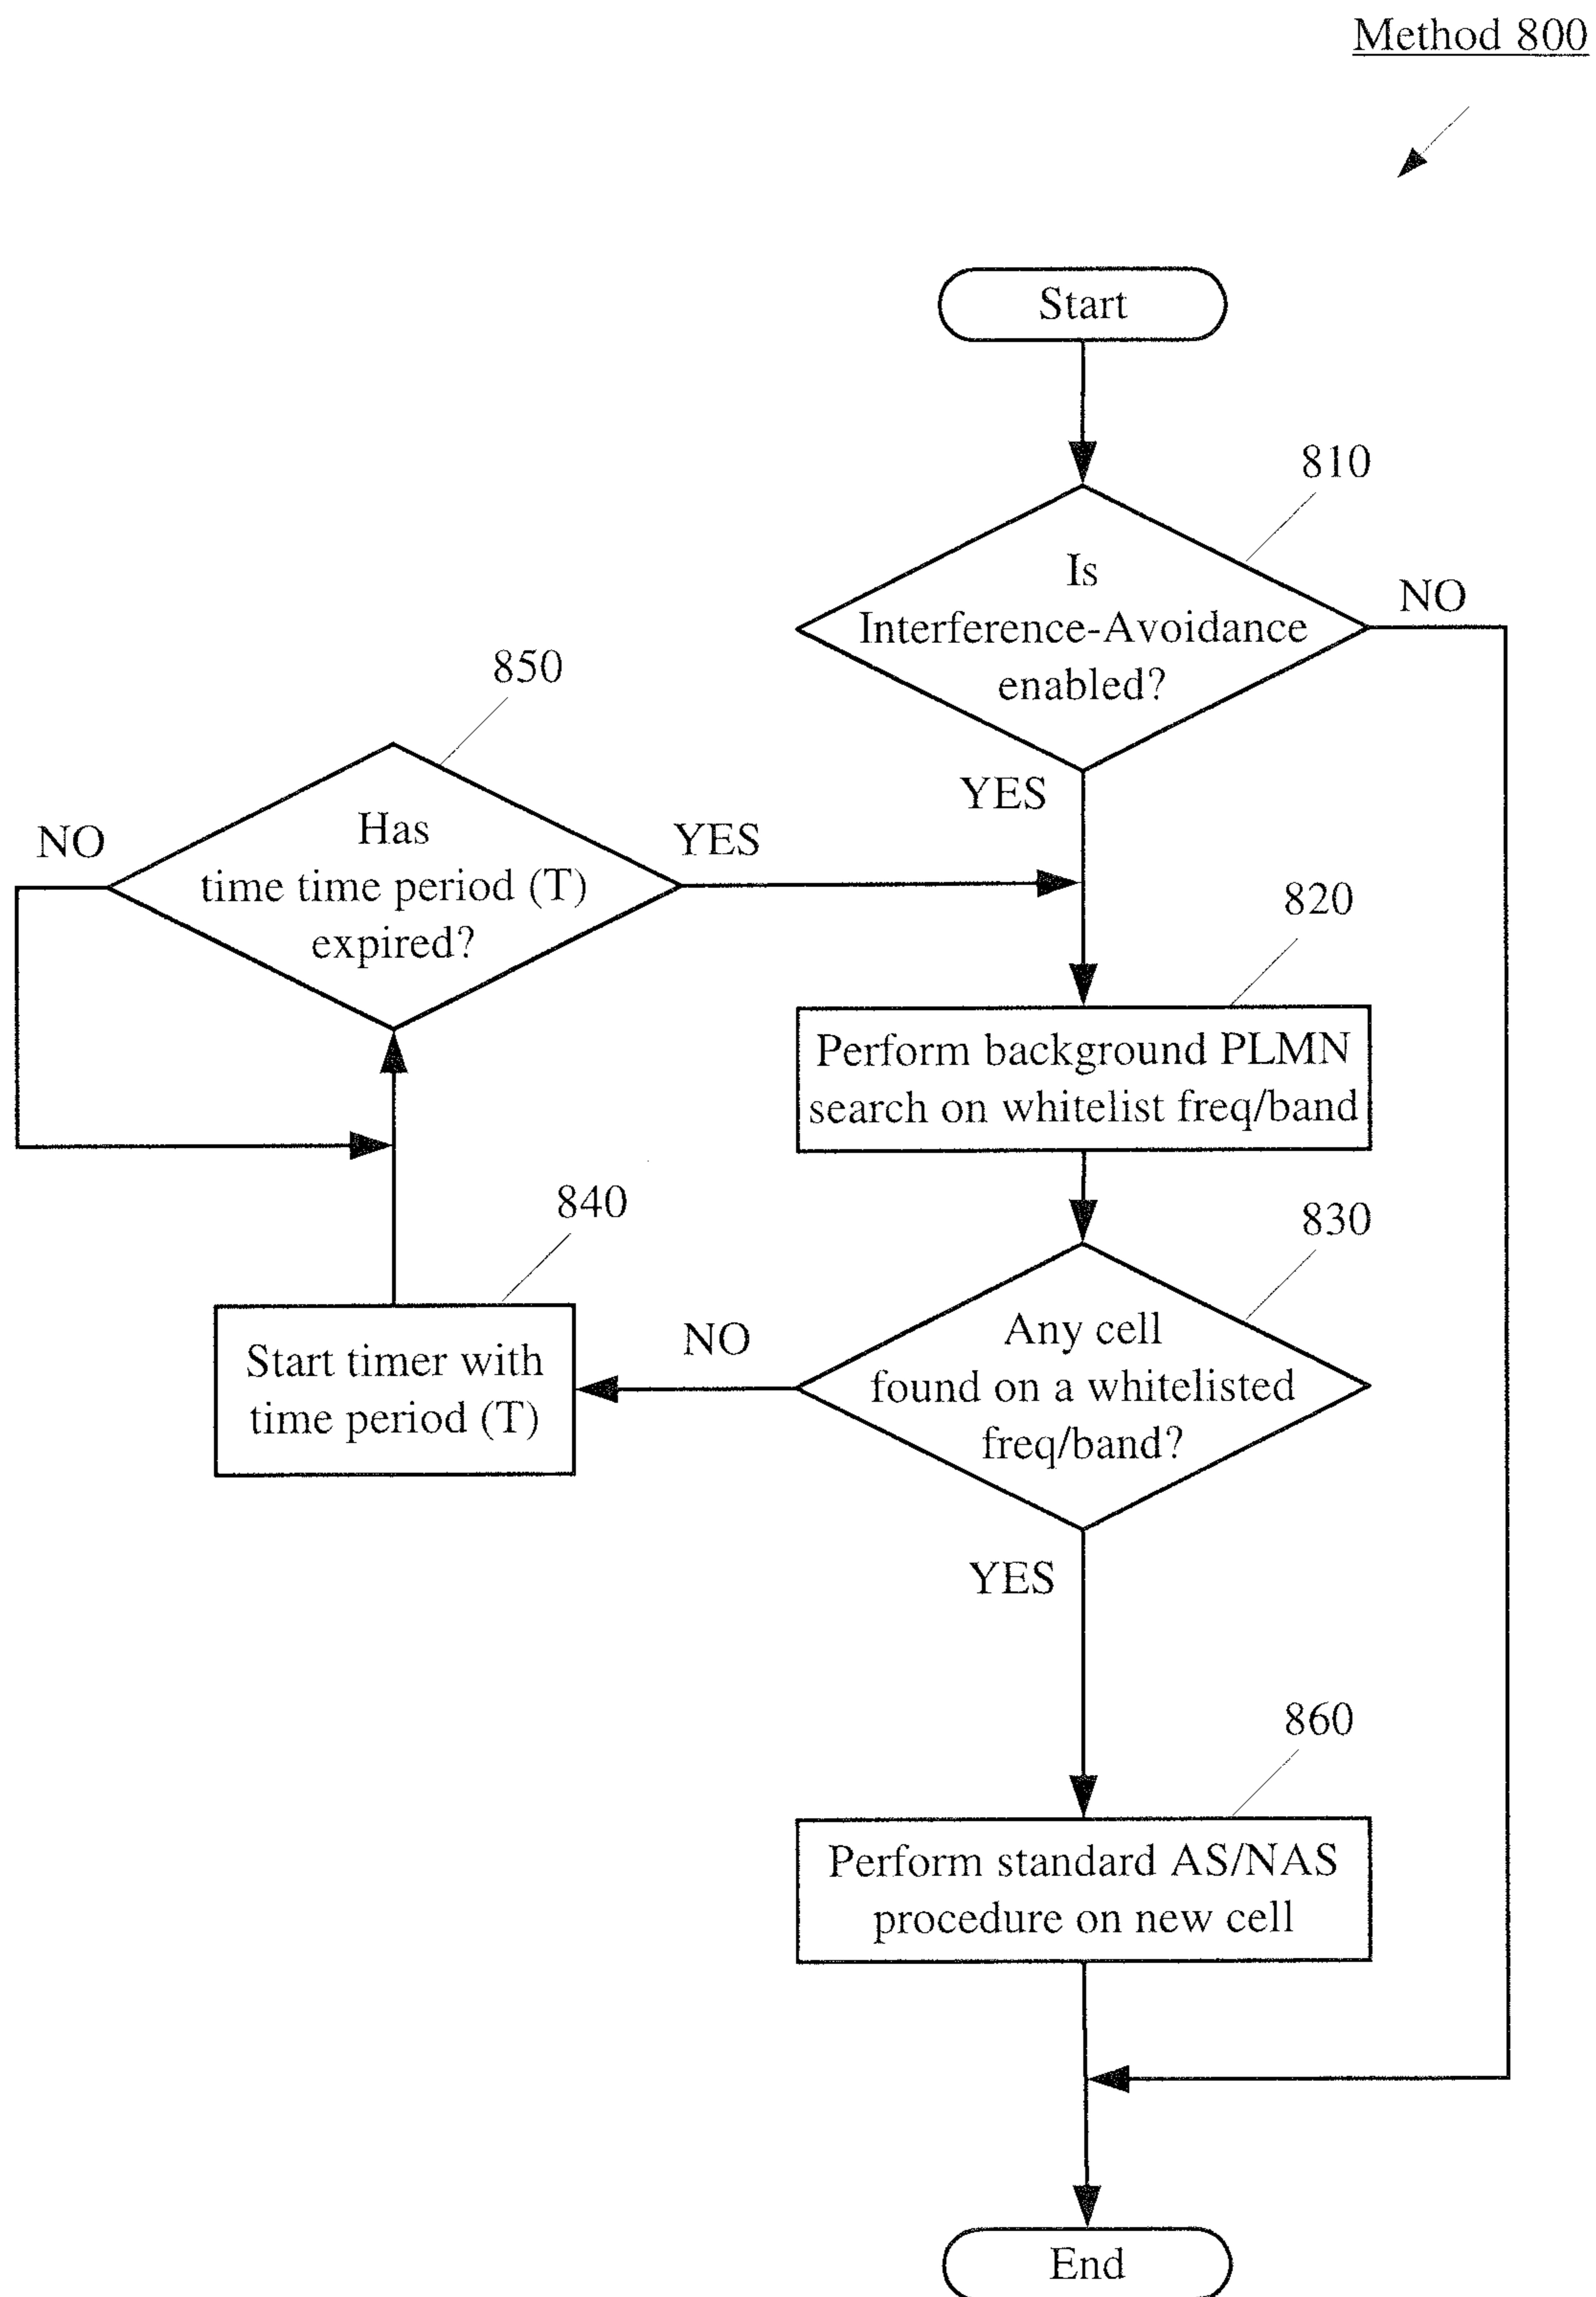 Method 800
Start
810
Is
Interference-Avoidance
enabled?
NO
YES
850
Has
time time period (T)
expired?
NO
YES
820
Perform background PLMN
search on whitelist freq/band
830
Any cell
found on a whitelisted
freq/band?
NO
840
Start timer with
time period (T)
YES
860
Perform standard AS/NAS
procedure on new cell
End